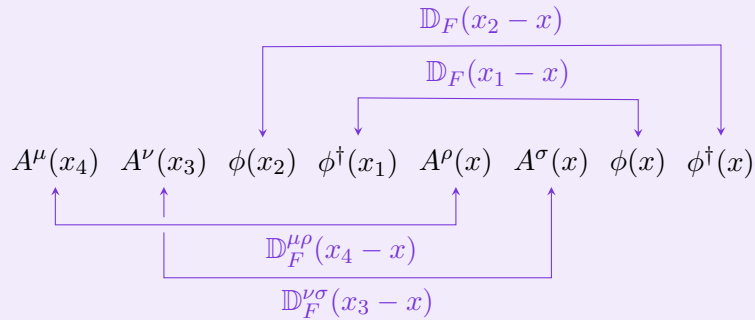 𝔻_F(x_2 − x)
𝔻_F(x_1 − x)
A^μ(x_4) A^ν(x_3) ϕ(x_2) ϕ^†(x_1) A^ρ(x) A^σ(x) ϕ(x) ϕ^†(x)
𝔻_F^{μρ}(x_4 − x)
𝔻_F^{νσ}(x_3 − x)